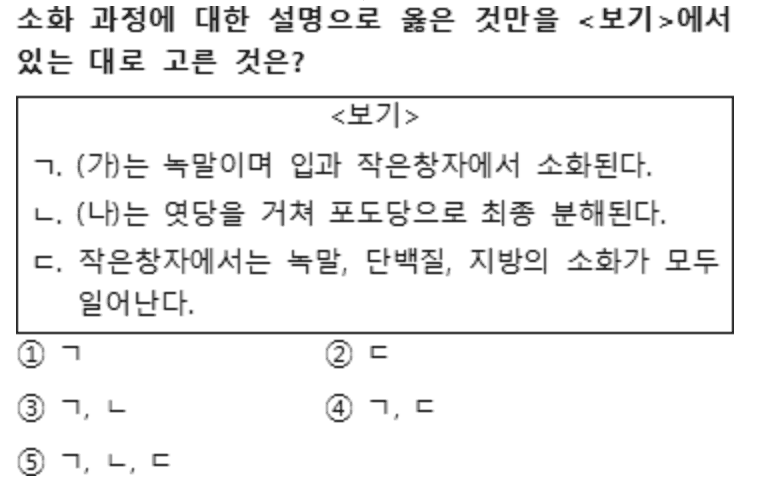 소화 과정에 대한 설명으로 옳은 것만을 <보기>에서
있는 대로 고른 것은?
<보기>
ㄱ. (가)는 녹말이며 입과 작은창자에서 소화된다.
ㄴ. (나)는 엿당을 거쳐 포도당으로 최종 분해된다.
ㄷ. 작은창자에서는 녹말, 단백질, 지방의 소화가 모두
일어난다.
① ㄱ ② ㄷ
③ ㄱ, ㄴ ④ ㄱ, ㄷ
⑤ ㄱ, ㄴ, ㄷ